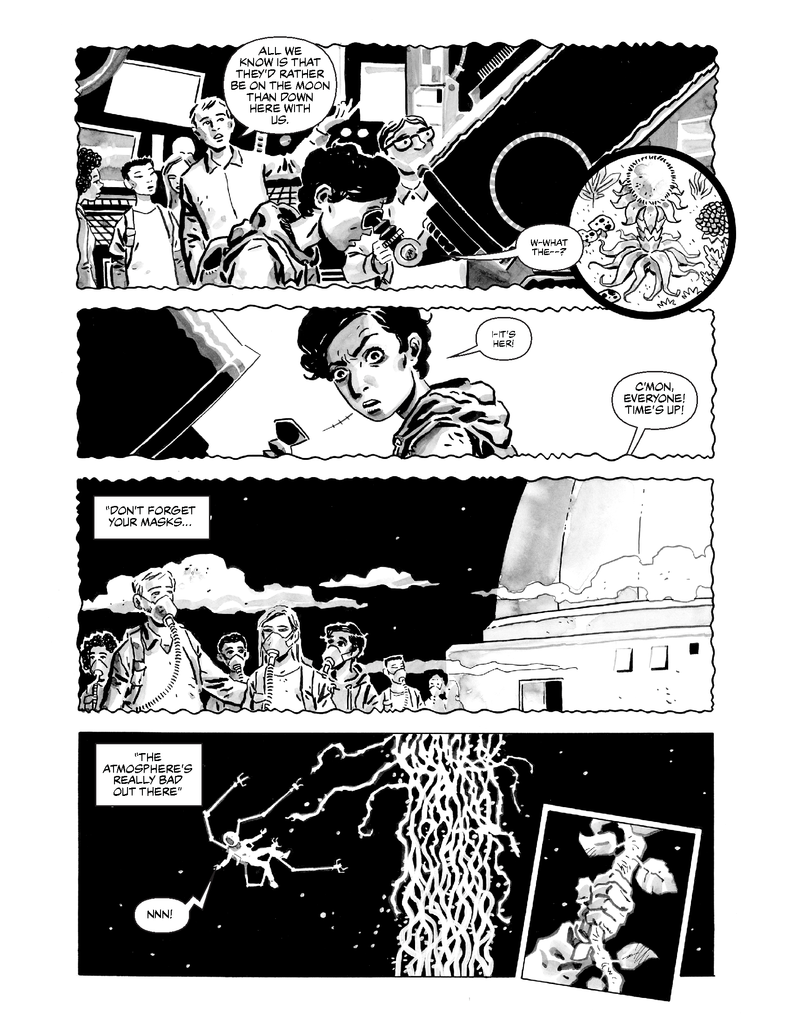 ALL WE
KNOW IS THAT
THEY'D RATHER
BE ON THE MOON
THAN DOWN
HERE WITH
US.
W-WHAT
THE--?
I-IT'S
HER!
C'MON,
EVERYONE!
TIME'S UP!
"DON'T FORGET
YOUR MASKS...
"THE
ATMOSPHERE'S
REALLY BAD
OUT THERE"
NNN!